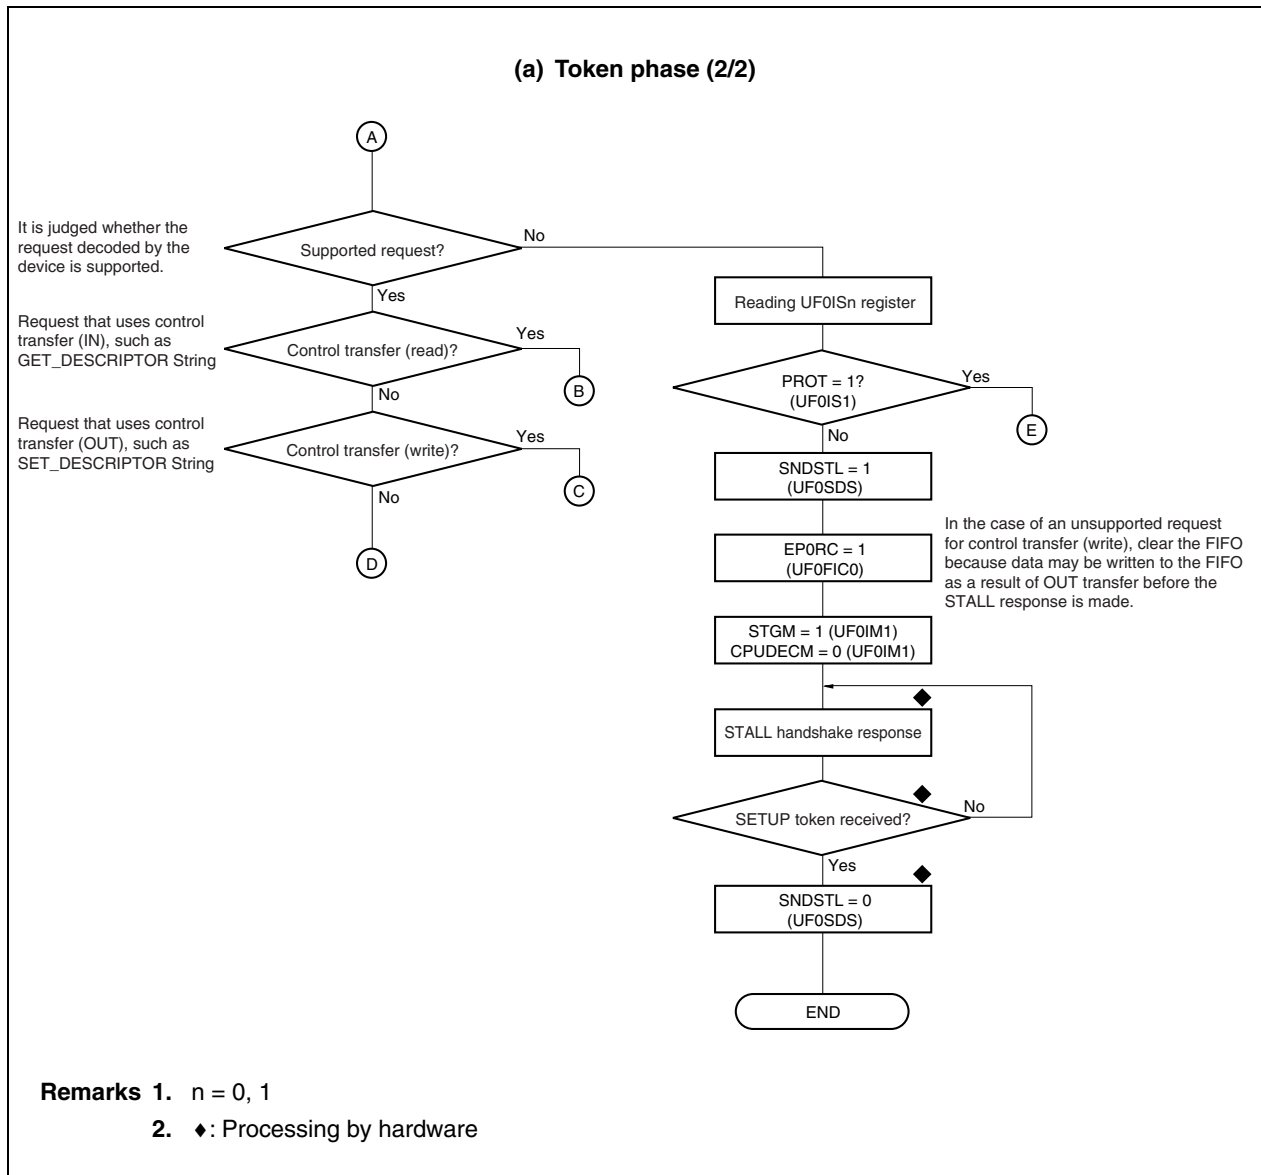 (a) Token phase (2/2)
A
It is judged whether the
request decoded by the
device is supported.
Supported request?
No
Yes
Reading UF0ISn register
Request that uses control
transfer (IN), such as
GET_DESCRIPTOR String
Control transfer (read)?
Yes
B
No
PROT = 1?
(UF0IS1)
Yes
E
No
Request that uses control
transfer (OUT), such as
SET_DESCRIPTOR String
Control transfer (write)?
Yes
C
No
D
SNDSTL = 1
(UF0SDS)
EP0RC = 1
(UF0FIC0)
In the case of an unsupported request
for control transfer (write), clear the FIFO
because data may be written to the FIFO
as a result of OUT transfer before the
STALL response is made.
STGM = 1 (UF0IM1)
CPUDECM = 0 (UF0IM1)
◆
STALL handshake response
◆
SETUP token received?
No
Yes
◆
SNDSTL = 0
(UF0SDS)
END
Remarks 1. n = 0, 1
2. ♦: Processing by hardware